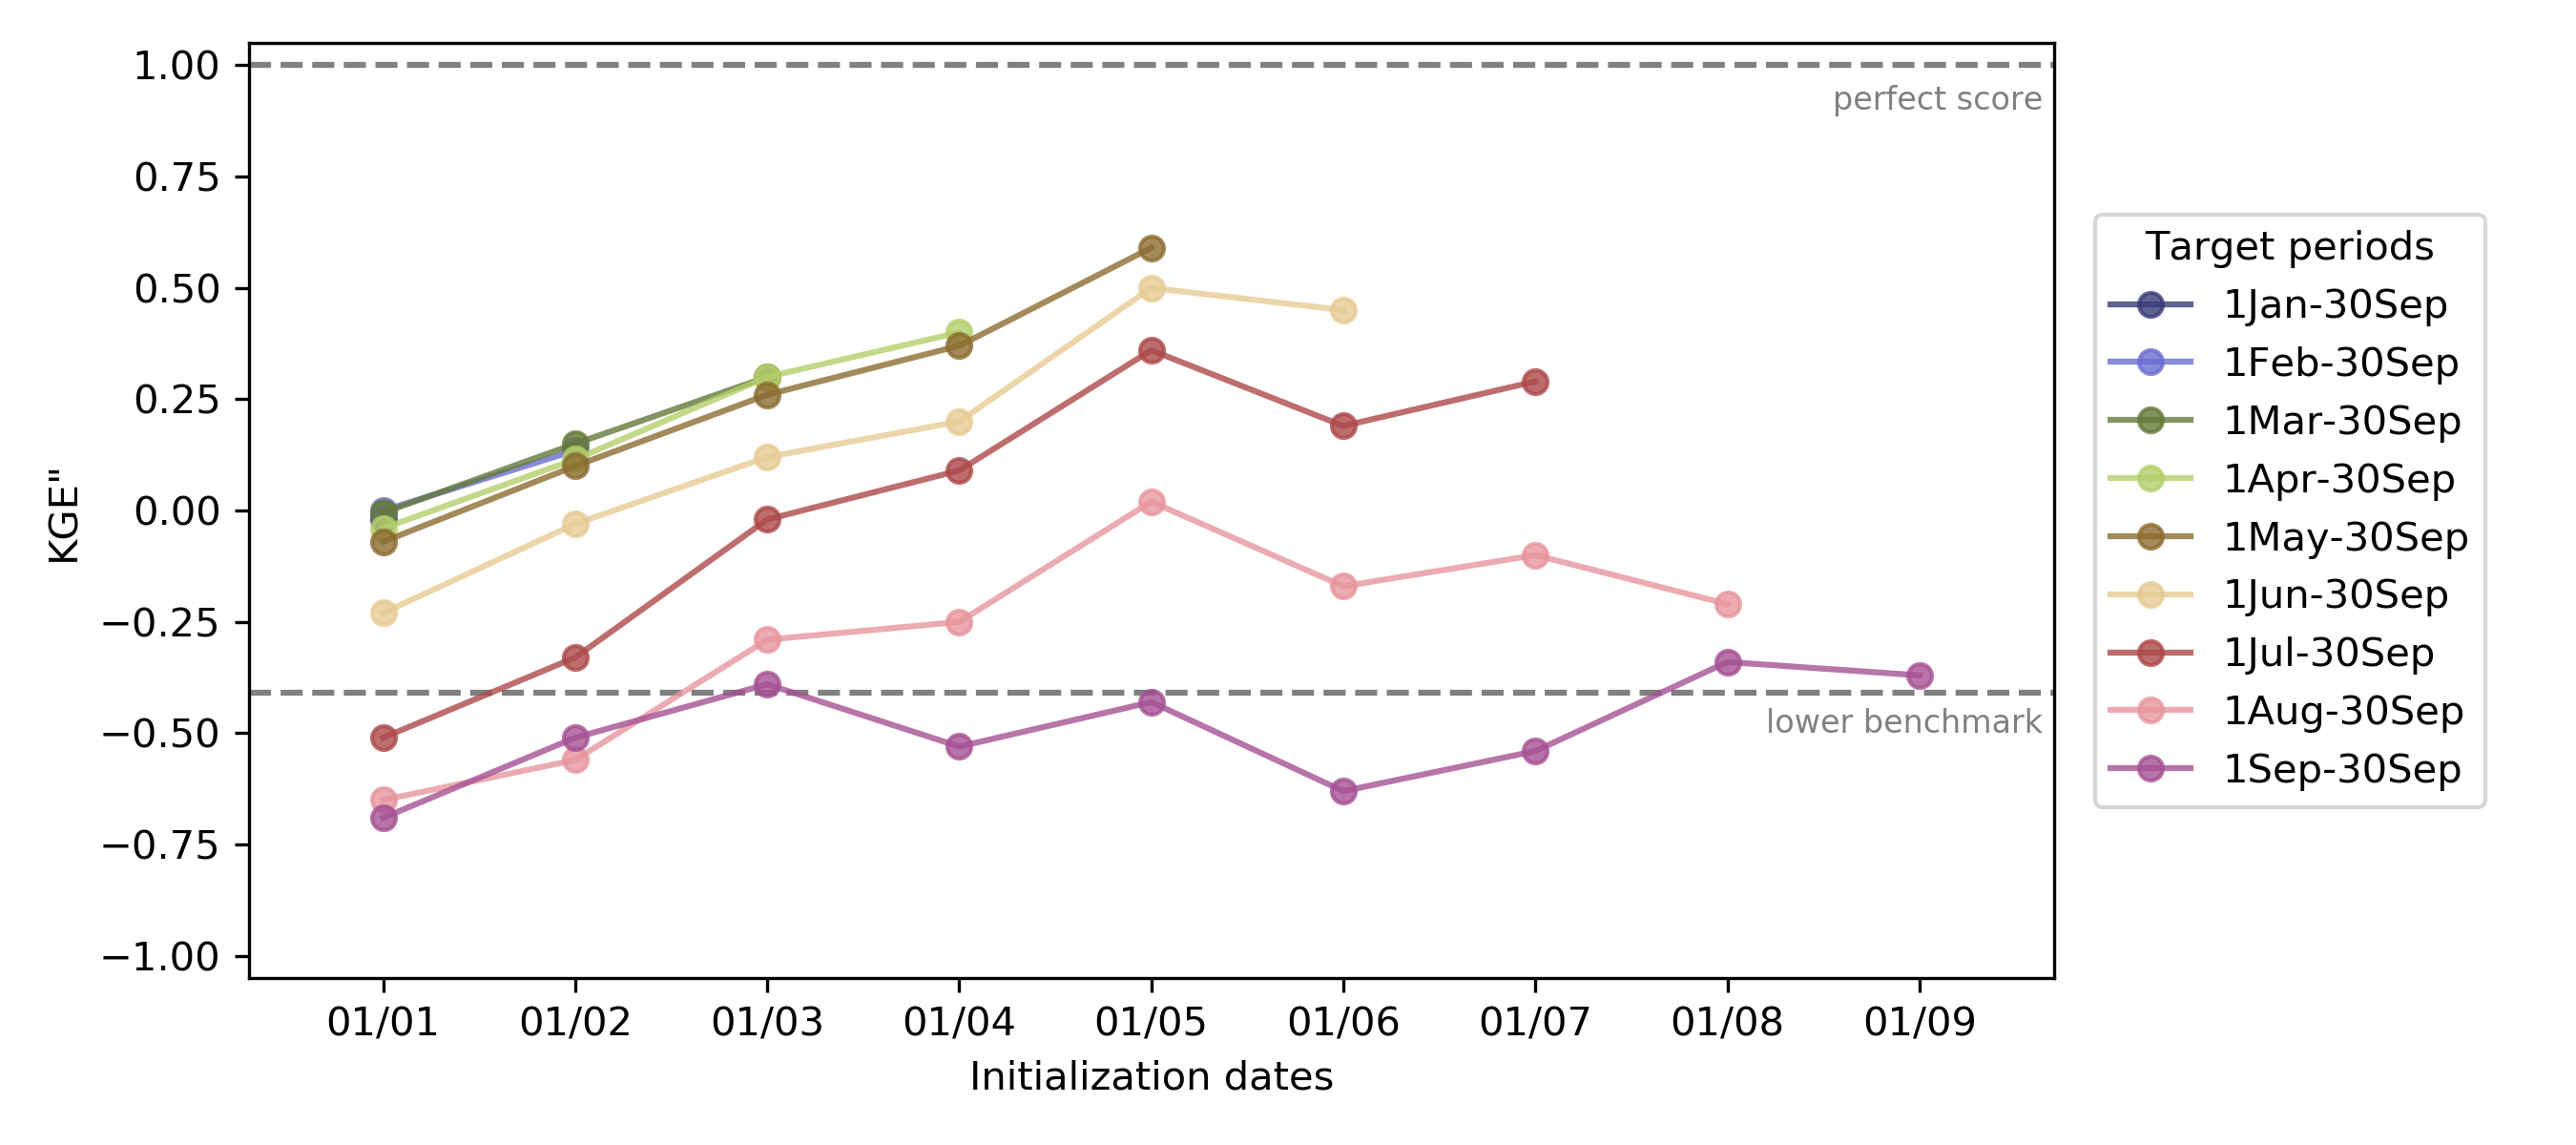 1.00
0.75
0.50
0.25
0.00
−0.25
−0.50
−0.75
−1.00
KGE"
perfect score
lower benchmark
01/01 01/02 01/03 01/04 01/05 01/06 01/07 01/08 01/09
Initialization dates
Target periods
1Jan-30Sep
1Feb-30Sep
1Mar-30Sep
1Apr-30Sep
1May-30Sep
1Jun-30Sep
1Jul-30Sep
1Aug-30Sep
1Sep-30Sep